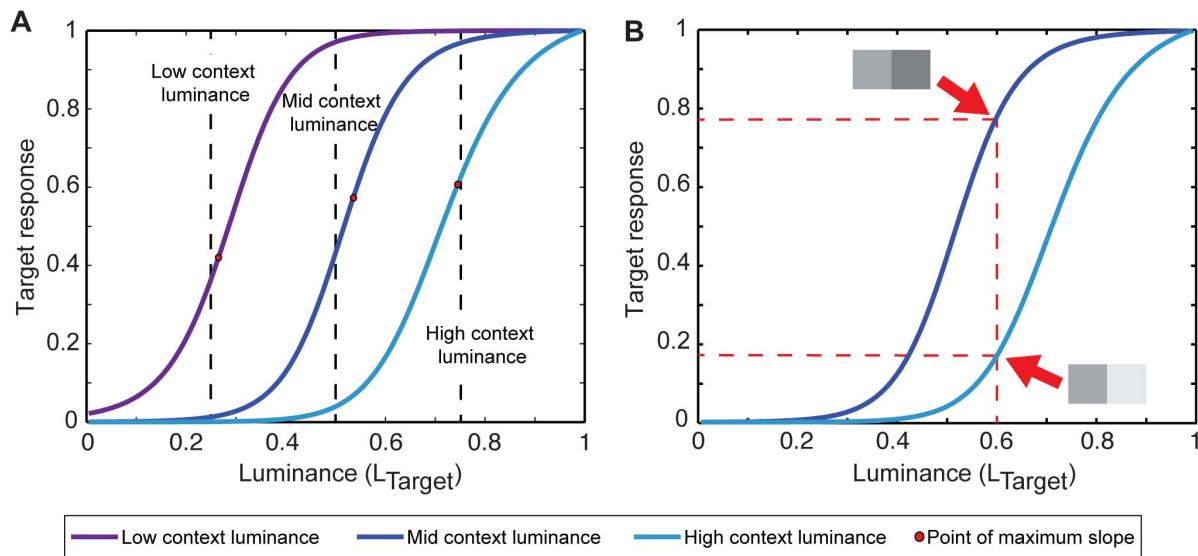 A
B
1
0.8
0.6
0.4
0.2
0
Target response
Low context
luminance
Mid context
luminance
High context
luminance
0 0.2 0.4 0.6 0.8 1
Luminance (LTarget)
1
0.8
0.6
0.4
0.2
0
Target response
0.2 0.4 0.6 0.8 1
Luminance (LTarget)
Low context luminance Mid context luminance High context luminance Point of maximum slope